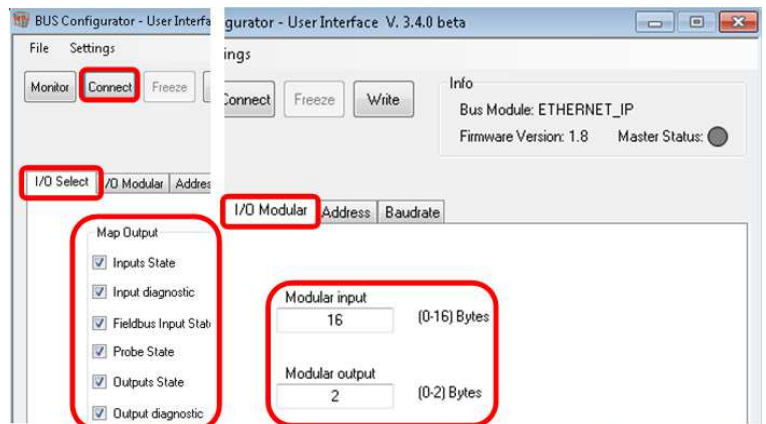 BUS Configurator - User Interfa
File Settings
Monitor Connect Freeze
I/O Select I/O Modular Addres
Map Output
Inputs State
Input diagnostic
Fieldbus Input Stat
Probe State
Outputs State
Output diagnostic
gurator - User Interface V. 3.4.0 beta
ings
Connect Freeze Write
Info
Bus Module: ETHERNET_IP
Firmware Version: 1.8 Master Status:
I/O Modular Address Baudrate
Modular input
16 (0-16) Bytes
Modular output
2 (0-2) Bytes